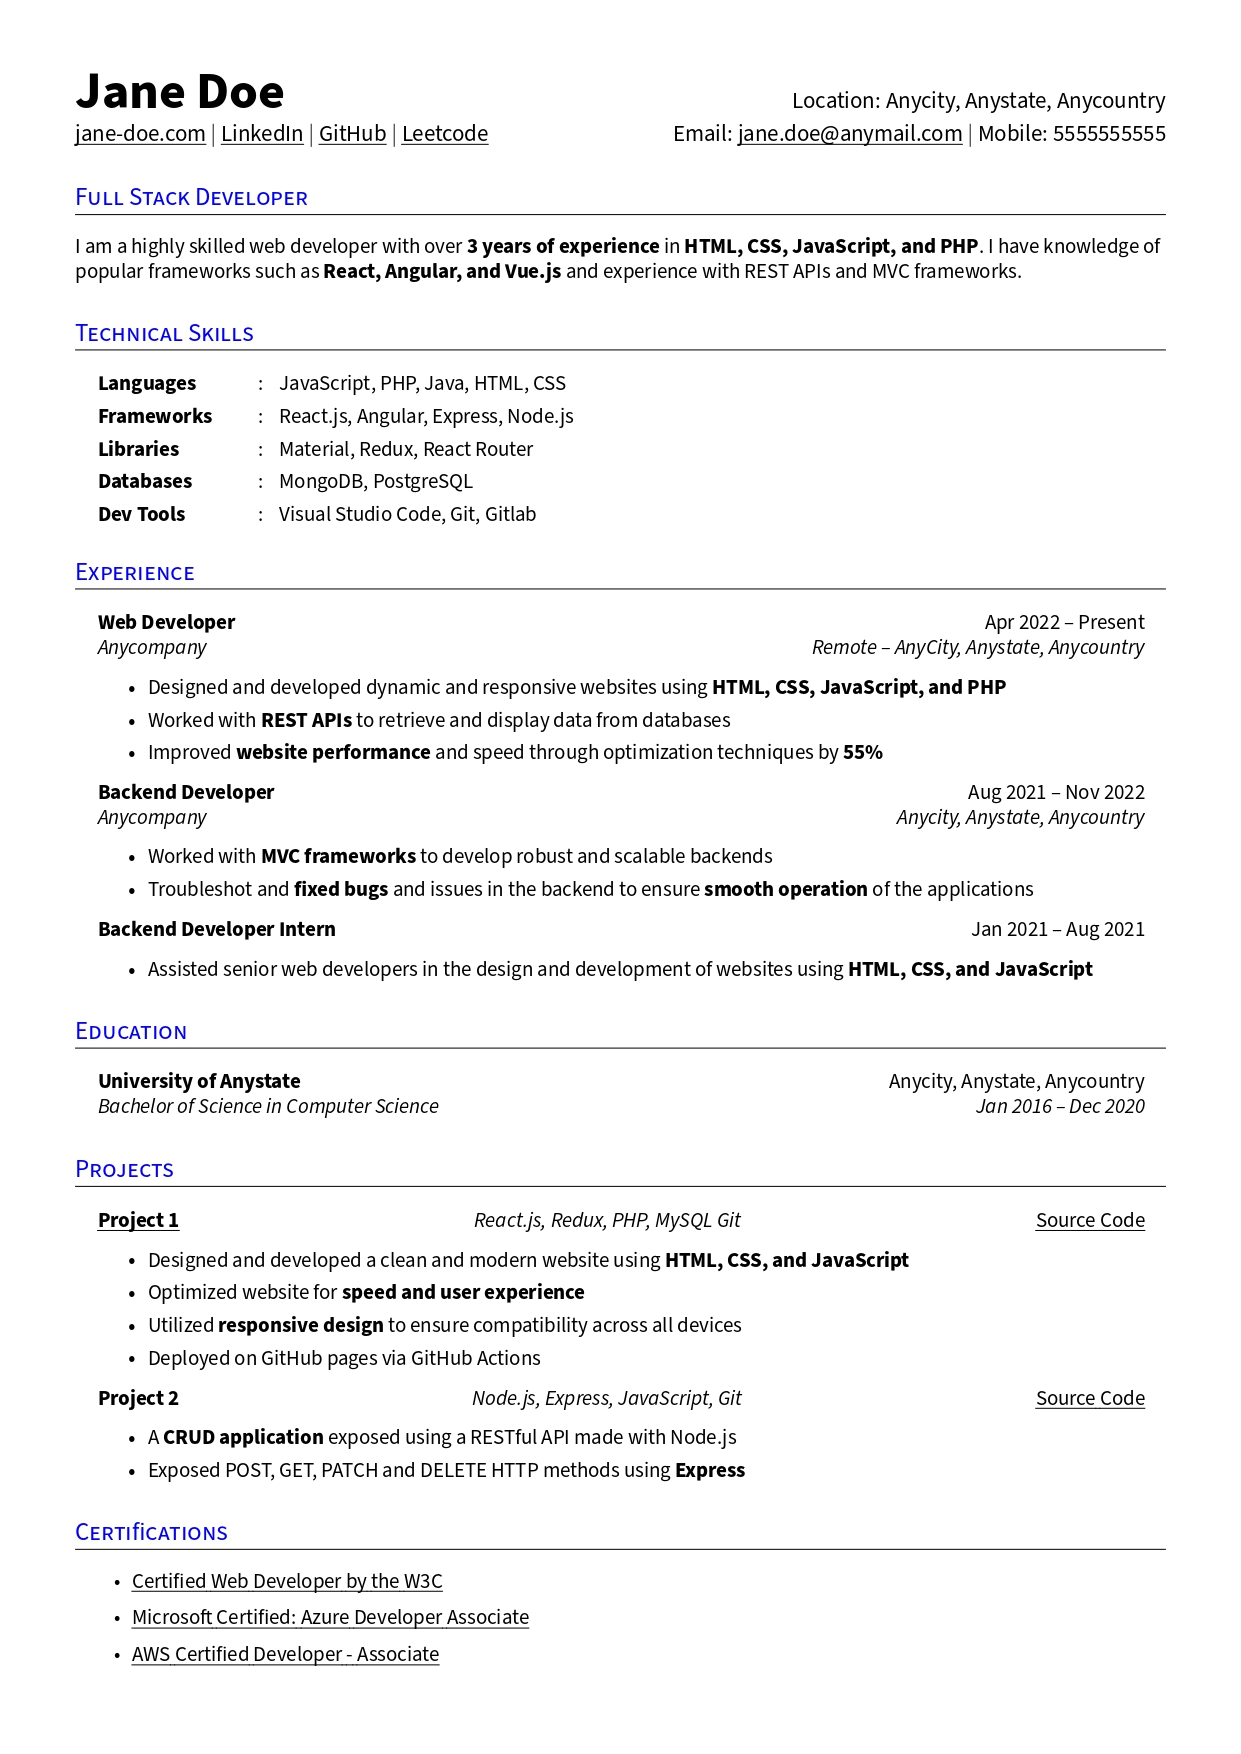 Jane Doe
Location: Anycity, Anystate, Anycountry
jane-doe.com | LinkedIn | GitHub | Leetcode
Email: jane.doe@anymail.com | Mobile: 5555555555
Full Stack Developer
I am a highly skilled web developer with over 3 years of experience in HTML, CSS, JavaScript, and PHP. I have knowledge of
popular frameworks such as React, Angular, and Vue.js and experience with REST APIs and MVC frameworks.
Technical Skills
Languages : JavaScript, PHP, Java, HTML, CSS
Frameworks : React.js, Angular, Express, Node.js
Libraries : Material, Redux, React Router
Databases : MongoDB, PostgreSQL
Dev Tools : Visual Studio Code, Git, Gitlab
Experience
Web Developer Apr 2022 – Present
Anycompany Remote – AnyCity, Anystate, Anycountry
• Designed and developed dynamic and responsive websites using HTML, CSS, JavaScript, and PHP
• Worked with REST APIs to retrieve and display data from databases
• Improved website performance and speed through optimization techniques by 55%
Backend Developer Aug 2021 – Nov 2022
Anycompany Anycity, Anystate, Anycountry
• Worked with MVC frameworks to develop robust and scalable backends
• Troubleshot and fixed bugs and issues in the backend to ensure smooth operation of the applications
Backend Developer Intern Jan 2021 – Aug 2021
• Assisted senior web developers in the design and development of websites using HTML, CSS, and JavaScript
Education
University of Anystate Anycity, Anystate, Anycountry
Bachelor of Science in Computer Science Jan 2016 – Dec 2020
Projects
Project 1 React.js, Redux, PHP, MySQL Git Source Code
• Designed and developed a clean and modern website using HTML, CSS, and JavaScript
• Optimized website for speed and user experience
• Utilized responsive design to ensure compatibility across all devices
• Deployed on GitHub pages via GitHub Actions
Project 2 Node.js, Express, JavaScript, Git Source Code
• A CRUD application exposed using a RESTful API made with Node.js
• Exposed POST, GET, PATCH and DELETE HTTP methods using Express
Certifications
• Certified Web Developer by the W3C
• Microsoft Certified: Azure Developer Associate
• AWS Certified Developer - Associate